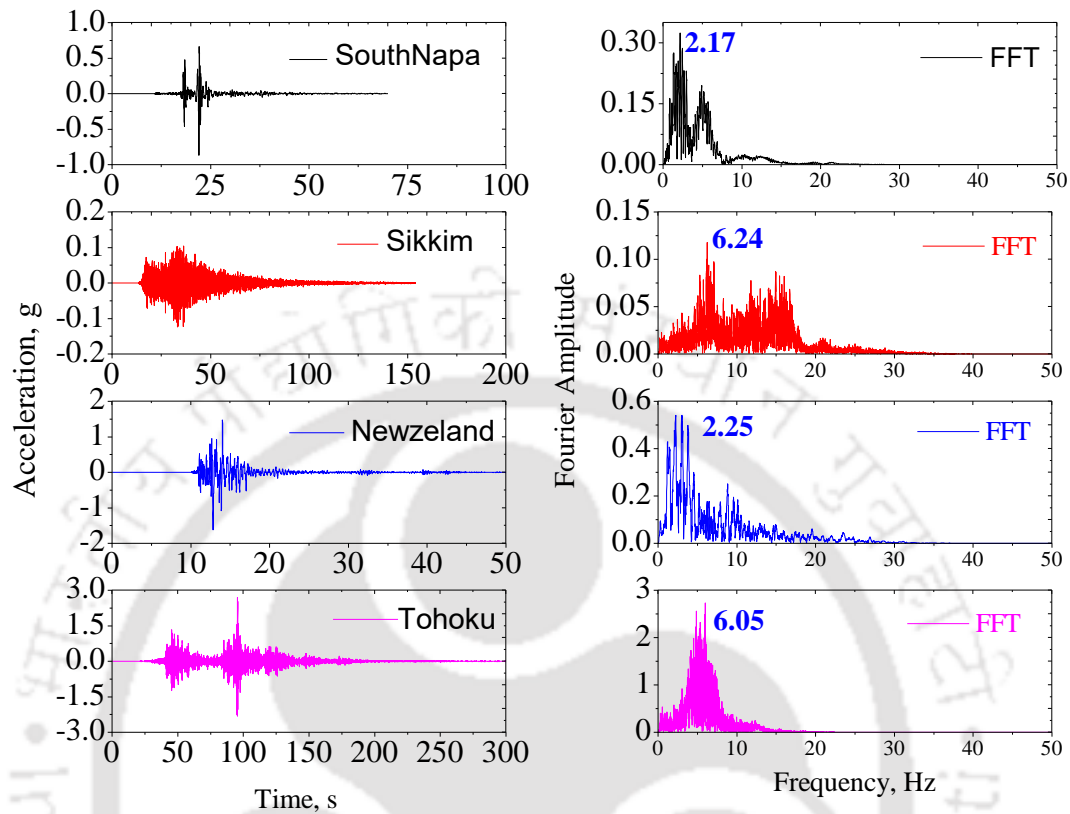 1.0
0.5
0.0
-0.5
-1.0
SouthNapa
0 25 50 75 100
0.30
0.15
0.00
2.17
FFT
0 10 20 30 40 50
0.2
0.1
0.0
-0.1
-0.2
Sikkim
0 50 100 150 200
0.15
0.10
0.05
0.00
6.24
FFT
0 10 20 30 40 50
2
1
0
-1
-2
Newzeland
0 10 20 30 40 50
0.6
0.4
0.2
0.0
2.25
FFT
0 10 20 30 40 50
3.0
1.5
0.0
-1.5
-3.0
Tohoku
0 50 100 150 200 250 300
3
2
1
0
6.05
FFT
0 10 20 30 40 50
Acceleration, g
Fourier Amplitude
Time, s
Frequency, Hz